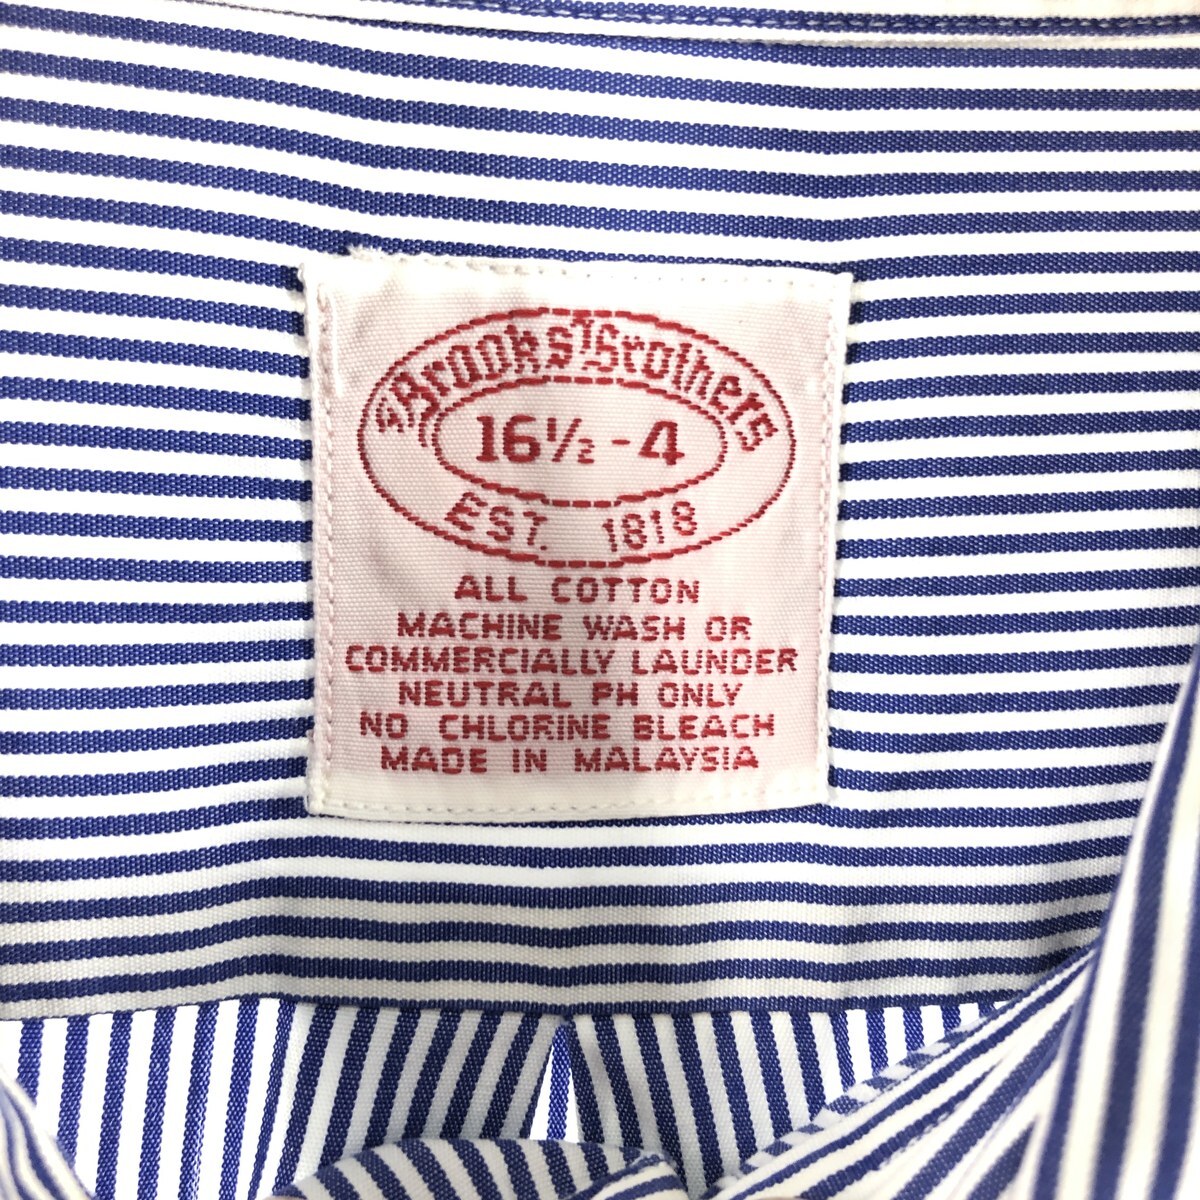 Brooks Brothers
16½ - 4
EST. 1818
ALL COTTON
MACHINE WASH OR
COMMERCIALLY LAUNDER
NEUTRAL PH ONLY
NO CHLORINE BLEACH
MADE IN MALAYSIA